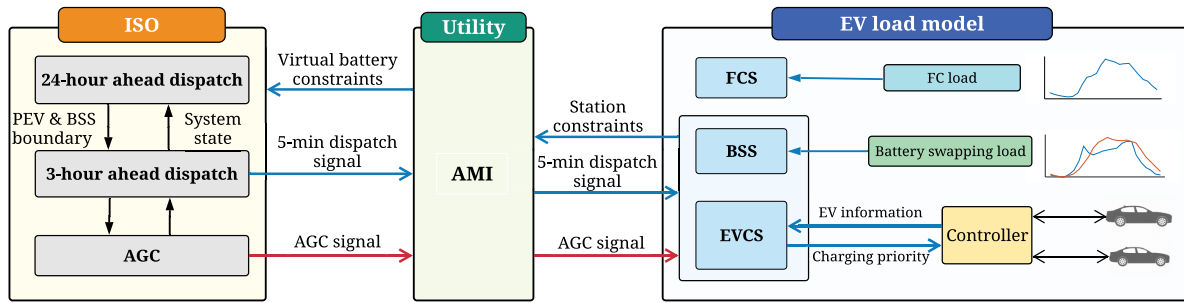 ISO
24-hour ahead dispatch
PEV & BSS
boundary
System
state
3-hour ahead dispatch
AGC
Virtual battery
constraints
5-min dispatch
signal
AGC signal
Utility
AMI
Station
constraints
5-min dispatch
signal
AGC signal
EV load model
FCS
FC load
BSS
Battery swapping load
EVCS
EV information
Charging priority
Controller